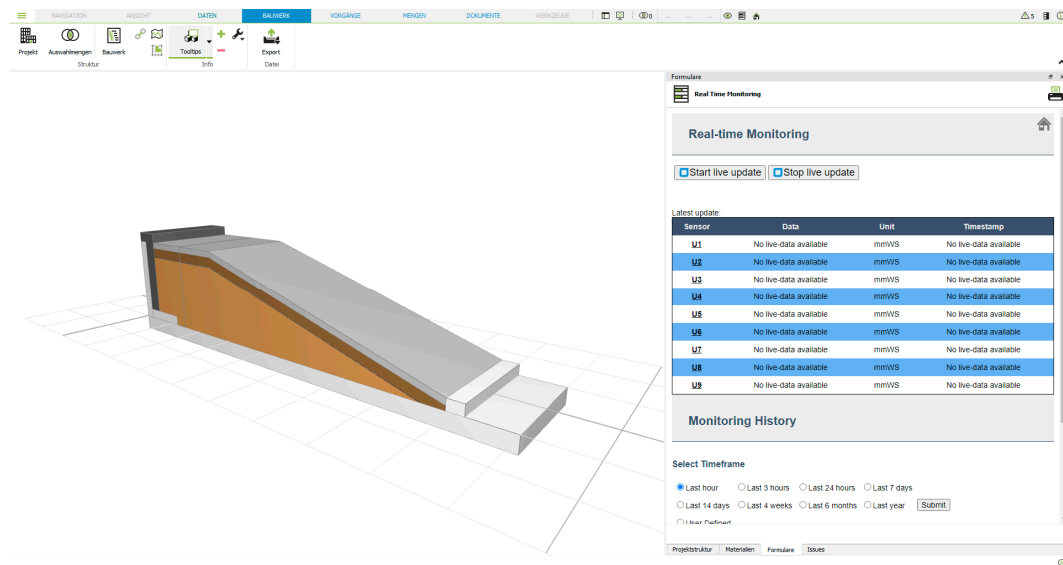 NAVIGATION ANSICHT DATEN BAUWERK VORGÄNGE MENGEN DOKUMENTE WERKZEUGE 0 ... ... ... 5
Projekt Auswahlmengen Bauwerk Tooltips Export
Struktur Info Datei
Formulare
Real Time Monitoring
Real-time Monitoring
Start live update Stop live update
Latest update:
Sensor Data Unit Timestamp
U1 No live-data available mmWS No live-data available
U2 No live-data available mmWS No live-data available
U3 No live-data available mmWS No live-data available
U4 No live-data available mmWS No live-data available
U5 No live-data available mmWS No live-data available
U6 No live-data available mmWS No live-data available
U7 No live-data available mmWS No live-data available
U8 No live-data available mmWS No live-data available
U9 No live-data available mmWS No live-data available
Monitoring History
Select Timeframe
Last hour Last 3 hours Last 24 hours Last 7 days
Last 14 days Last 4 weeks Last 6 months Last year Submit
User Defined
Projektstruktur Materialien Formulare Issues